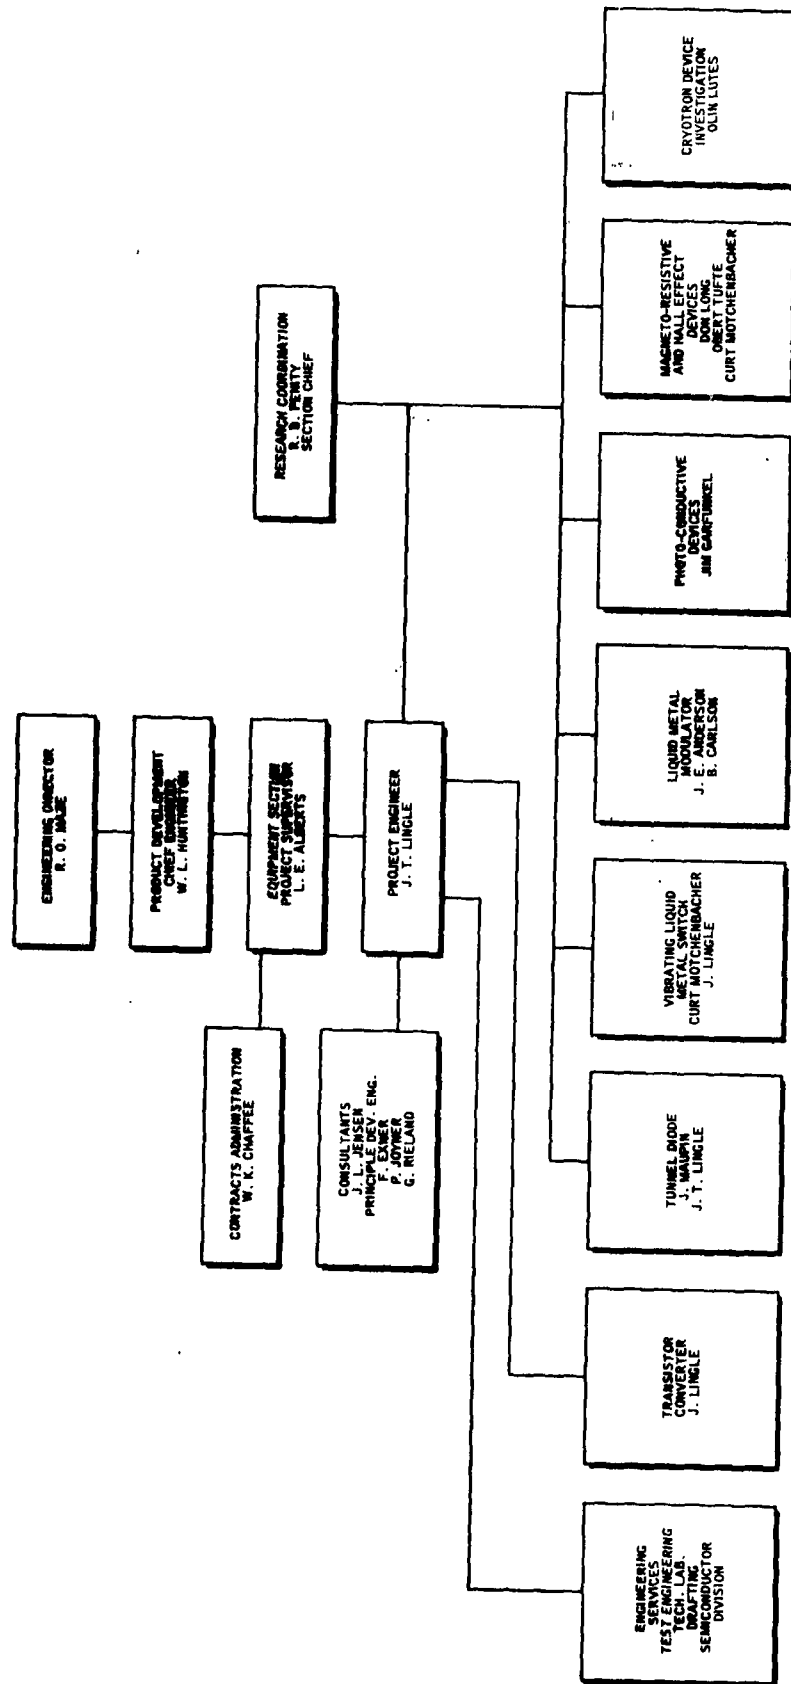 ENGINEERING DIRECTOR
R. O. MAZE
PRODUCT DEVELOPMENT
CHIEF ENGINEER
W. L. HUNTINGTON
EQUIPMENT SECTION
PROJECT SUPERVISOR
L. E. ALBERTS
CONTRACTS ADMINISTRATION
W. K. CHAFFEE
RESEARCH COORDINATION
R. B.
SECTION CHIEF
PROJECT ENGINEER
J. T. LINGLE
CONSULTANTS
J. L. JENSEN
PRINCIPLE DEV. ENG.
F. EXNER
P. JOYNER
G. RIELAND
ENGINEERING
SERVICES
TEST ENGINEERING
TECH. LAB.
DRAFTING
SEMICONDUCTOR
DIVISION
TRANSISTOR
CONVERTER
J. LINGLE
TUNNEL DIODE
J. MAUPIN
J. T. LINGLE
VIBRATING LIQUID
METAL SWITCH
CURT MOTCHENBACHER
J. LINGLE
LIQUID METAL
MODULATOR
J. E. ANDERSON
B. CARLSON
PHOTO-CONDUCTIVE
DEVICES
JIM GARFUNKEL
MAGNETO-RESISTIVE
AND HALL EFFECT
DEVICES
DON LONG
OBERT TUFTE
CURT MOTCHENBACHER
CRYOTRON DEVICE
INVESTIGATION
OLIN LUTES